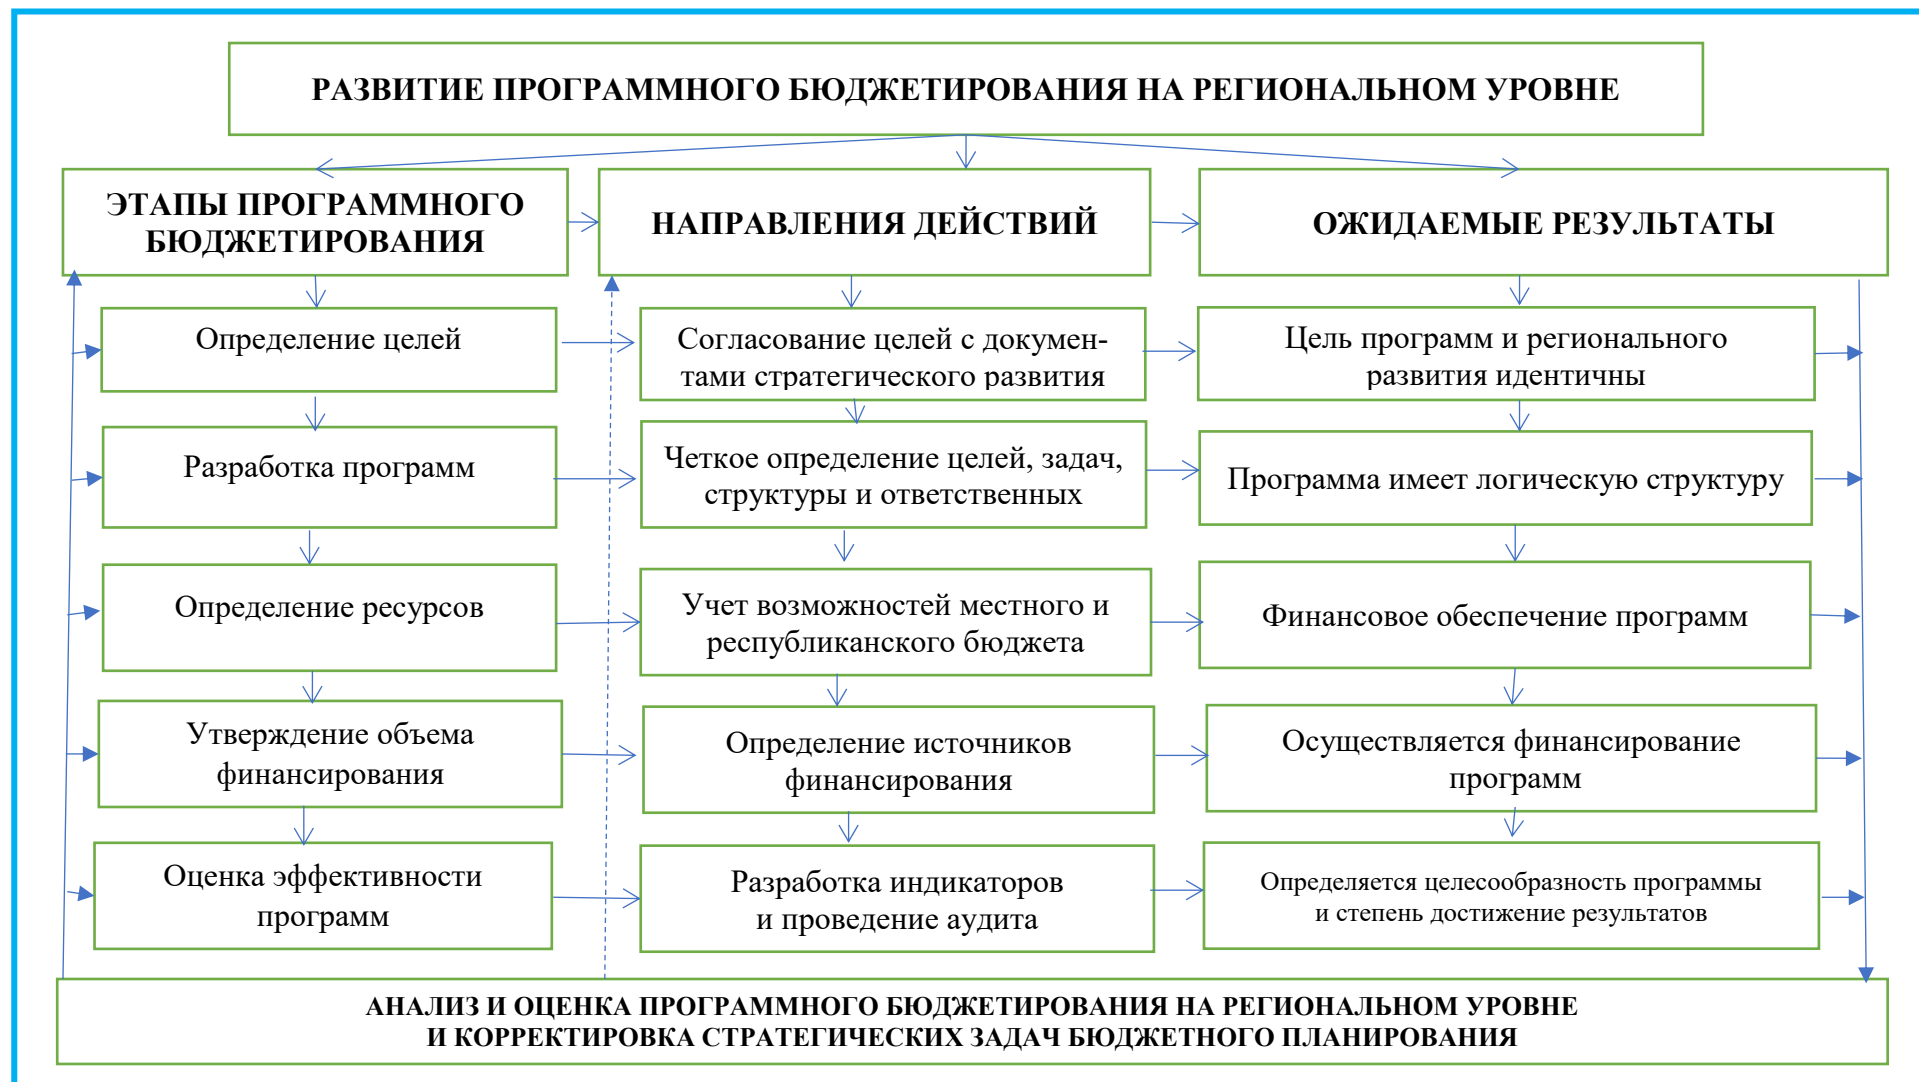 РАЗВИТИЕ ПРОГРАММНОГО БЮДЖЕТИРОВАНИЯ НА РЕГИОНАЛЬНОМ УРОВНЕ
ЭТАПЫ ПРОГРАММНОГО
БЮДЖЕТИРОВАНИЯ
НАПРАВЛЕНИЯ ДЕЙСТВИЙ
ОЖИДАЕМЫЕ РЕЗУЛЬТАТЫ
Определение целей
Согласование целей с докумен-
тами стратегического развития
Цель программ и регионального
развития идентичны
Разработка программ
Четкое определение целей, задач,
структуры и ответственных
Программа имеет логическую структуру
Определение ресурсов
Учет возможностей местного и
республиканского бюджета
Финансовое обеспечение программ
Утверждение объема
финансирования
Определение источников
финансирования
Осуществляется финансирование
программ
Оценка эффективности
программ
Разработка индикаторов
и проведение аудита
Определяется целесообразность программы
и степень достижение результатов
АНАЛИЗ И ОЦЕНКА ПРОГРАММНОГО БЮДЖЕТИРОВАНИЯ НА РЕГИОНАЛЬНОМ УРОВНЕ
И КОРРЕКТИРОВКА СТРАТЕГИЧЕСКИХ ЗАДАЧ БЮДЖЕТНОГО ПЛАНИРОВАНИЯ